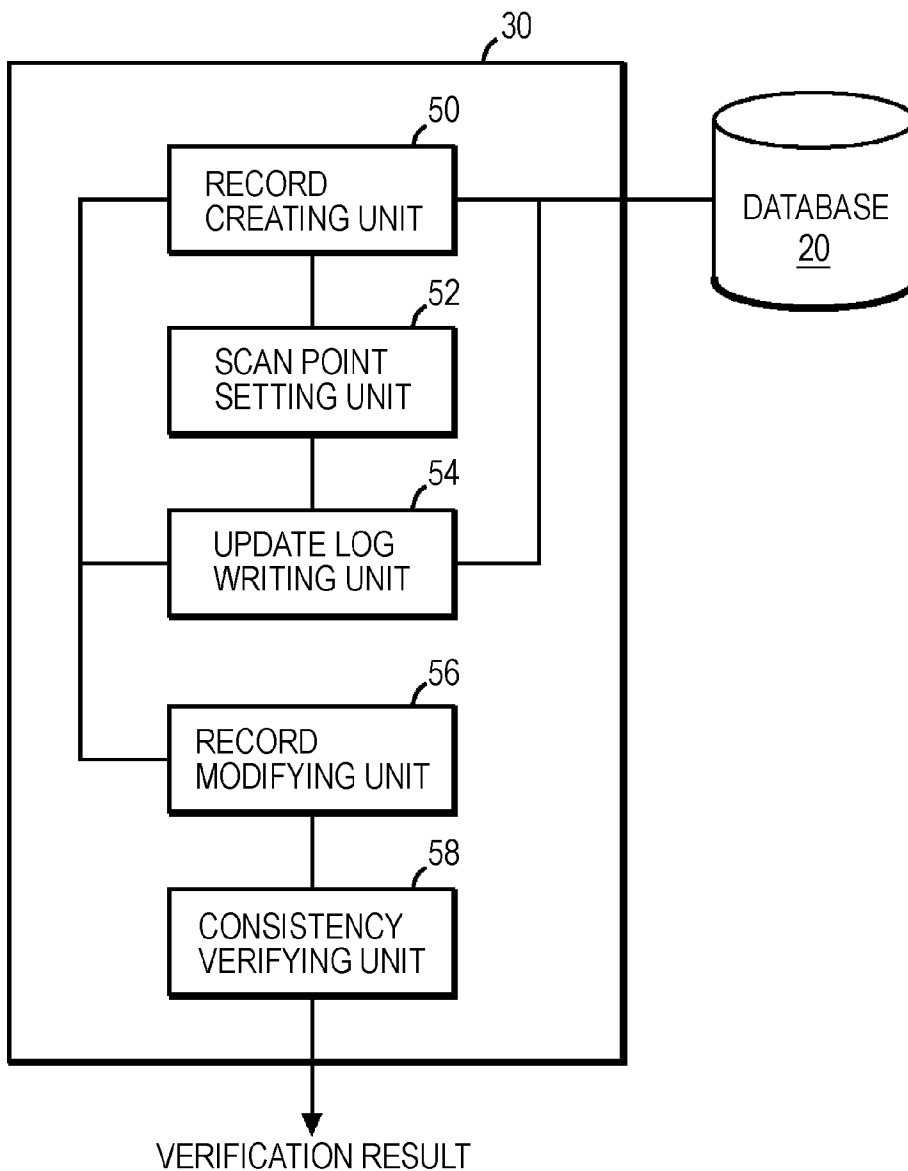 30
50
RECORD
CREATING UNIT
DATABASE
20
52
SCAN POINT
SETTING UNIT
54
UPDATE LOG
WRITING UNIT
56
RECORD
MODIFYING UNIT
58
CONSISTENCY
VERIFYING UNIT
VERIFICATION RESULT